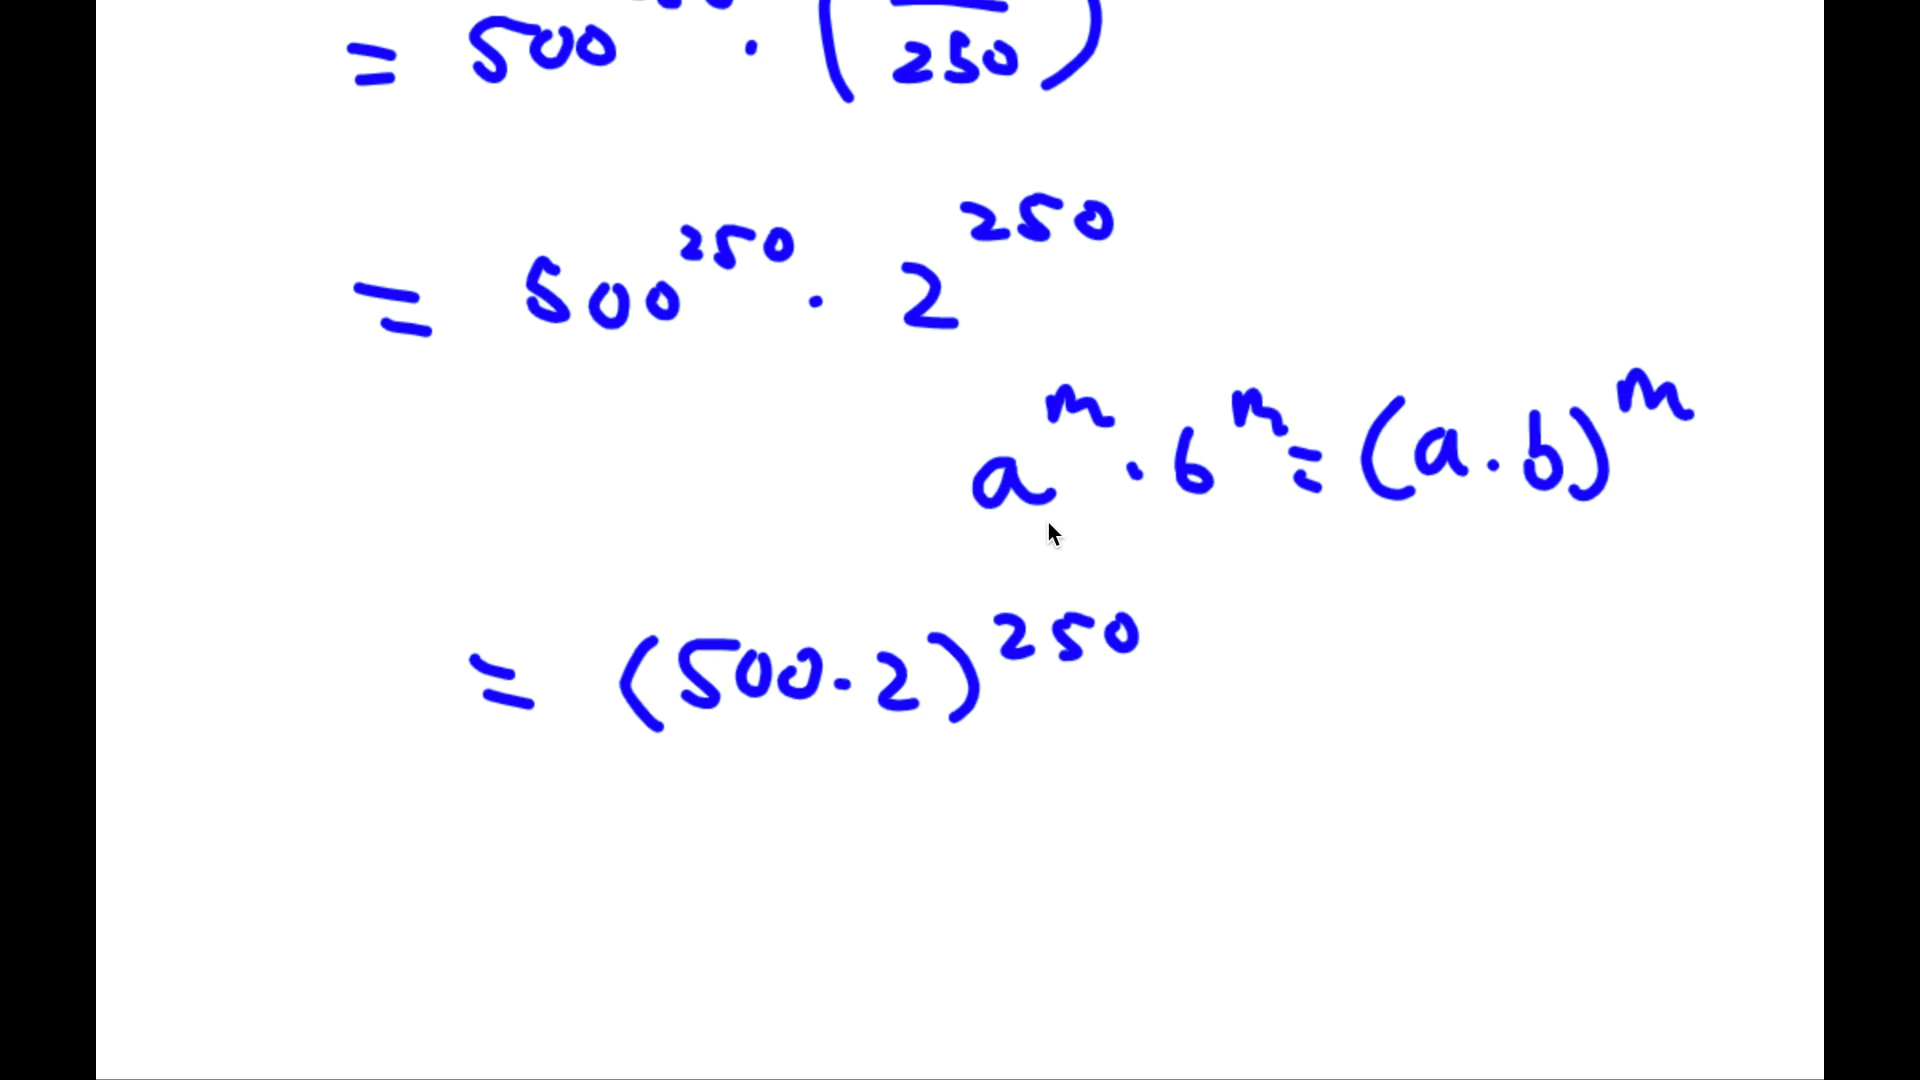 = 500 · ( 250 )
= 500^250 · 2^250
a^m · b^m = (a · b)^m
= (500 · 2)^250